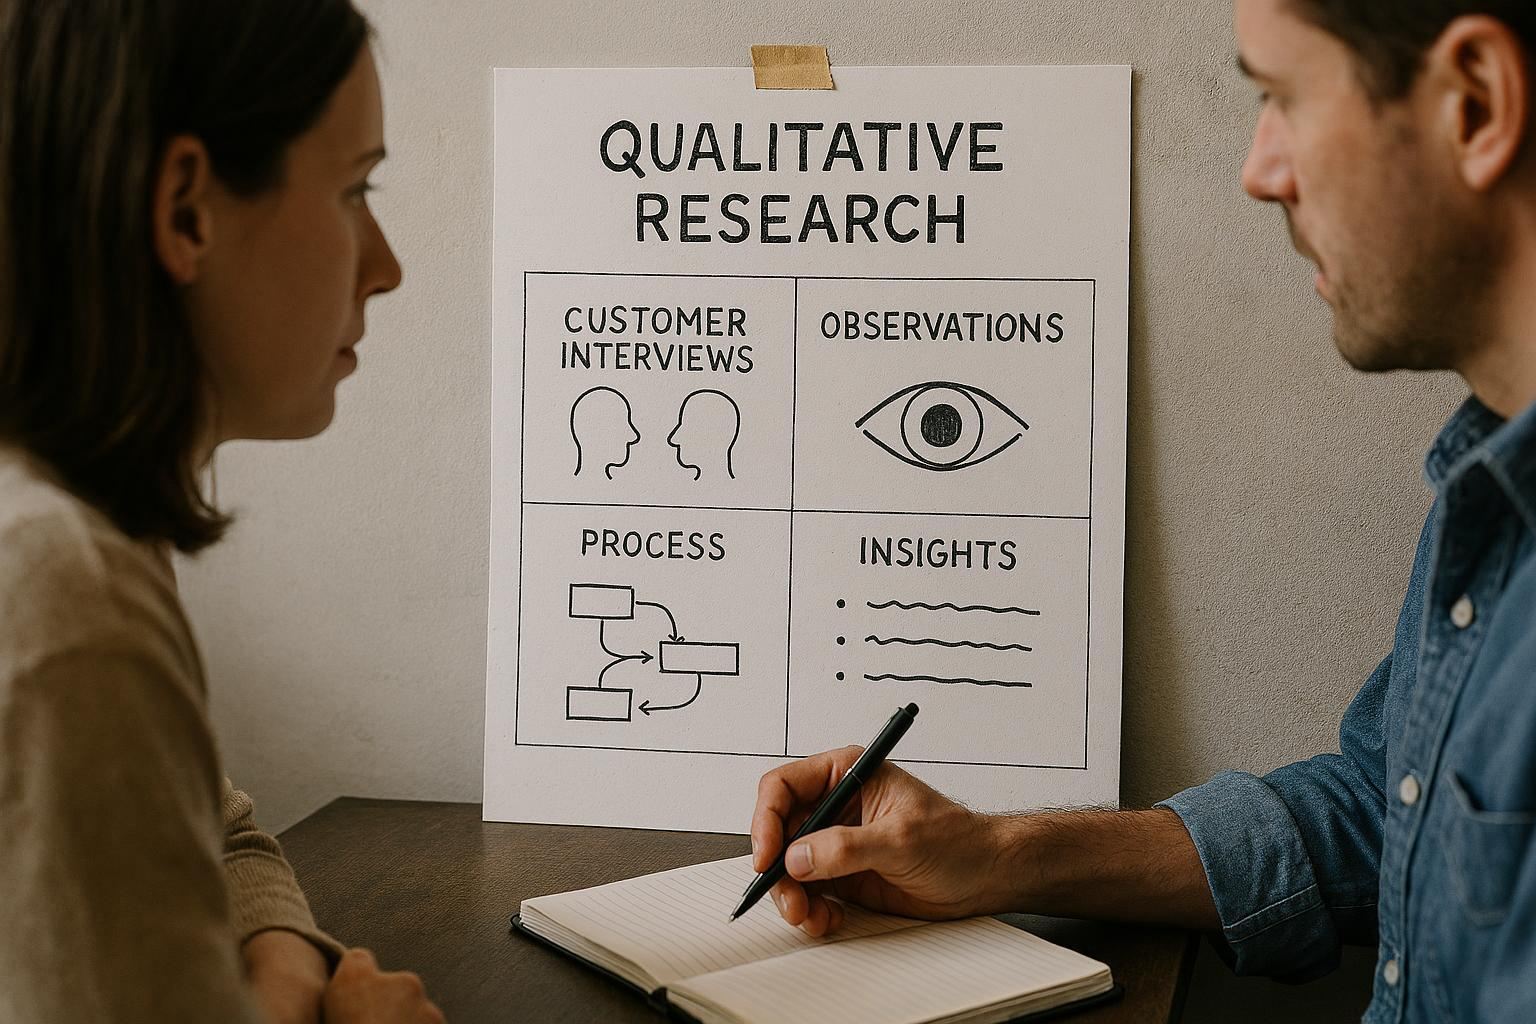 QUALITATIVE
RESEARCH
CUSTOMER
INTERVIEWS
OBSERVATIONS
PROCESS
INSIGHTS